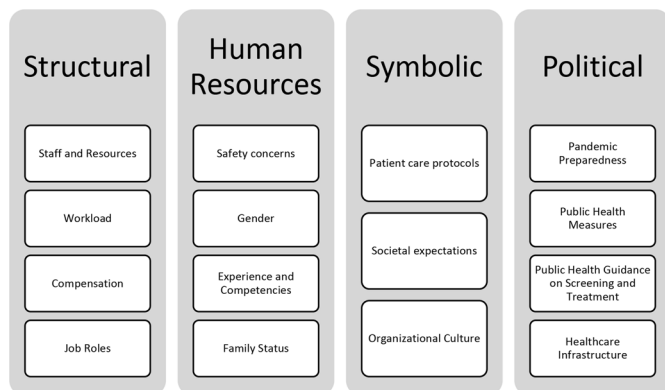 Structural
Staff and Resources
Workload
Compensation
Job Roles
Human
Resources
Safety concerns
Gender
Experience and
Competencies
Family Status
Symbolic
Patient care protocols
Societal expectations
Organizational Culture
Political
Pandemic
Preparedness
Public Health
Measures
Public Health Guidance
on Screening and
Treatment
Healthcare
Infrastructure